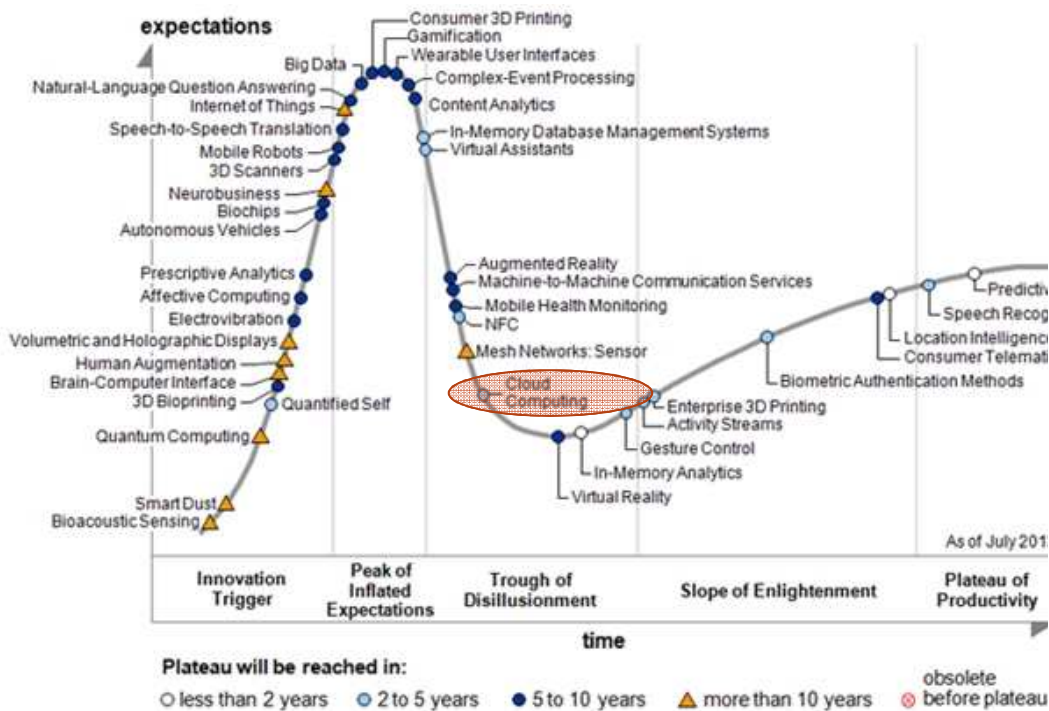 expectations
Consumer 3D Printing
Gamification
Wearable User Interfaces
Big Data
Complex-Event Processing
Natural-Language Question Answering
Content Analytics
Internet of Things
Speech-to-Speech Translation
In-Memory Database Management Systems
Virtual Assistants
Mobile Robots
3D Scanners
Neurobusiness
Biochips
Autonomous Vehicles
Augmented Reality
Prescriptive Analytics
Machine-to-Machine Communication Services
Affective Computing
Mobile Health Monitoring
Electrovibration
NFC
Volumetric and Holographic Displays
Mesh Networks: Sensor
Human Augmentation
Brain-Computer Interface
3D Bioprinting
Quantified Self
Cloud
Computing
Predictiv
Speech Recog
Location Intelligence
Consumer Telemati
Biometric Authentication Methods
Enterprise 3D Printing
Activity Streams
Gesture Control
Quantum Computing
In-Memory Analytics
Virtual Reality
Smart Dust
Bioacoustic Sensing
As of July 201
Innovation
Trigger
Peak of
Inflated
Expectations
Trough of
Disillusionment
Slope of Enlightenment
Plateau of
Productivity
time
Plateau will be reached in:
less than 2 years
2 to 5 years
5 to 10 years
more than 10 years
obsolete
before plateau